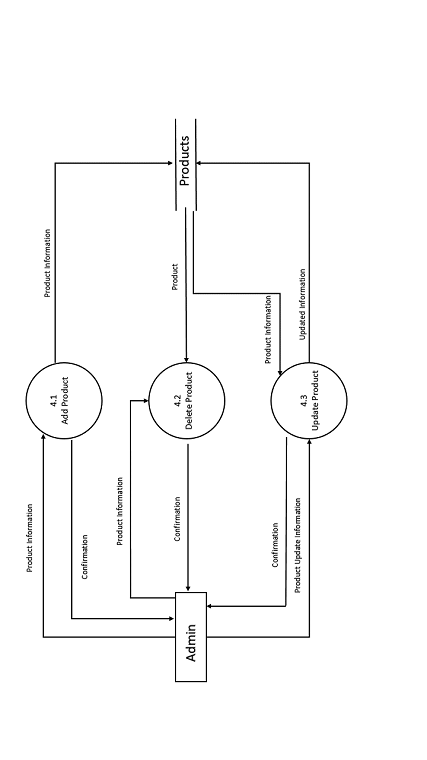 Admin
Product Information
Confirmation
Product Information
Confirmation
Confirmation
Product Update Information
4.1
Add Product
4.2
Delete Product
4.3
Update Product
Product Information
Product
Product Information
Updated Information
Products